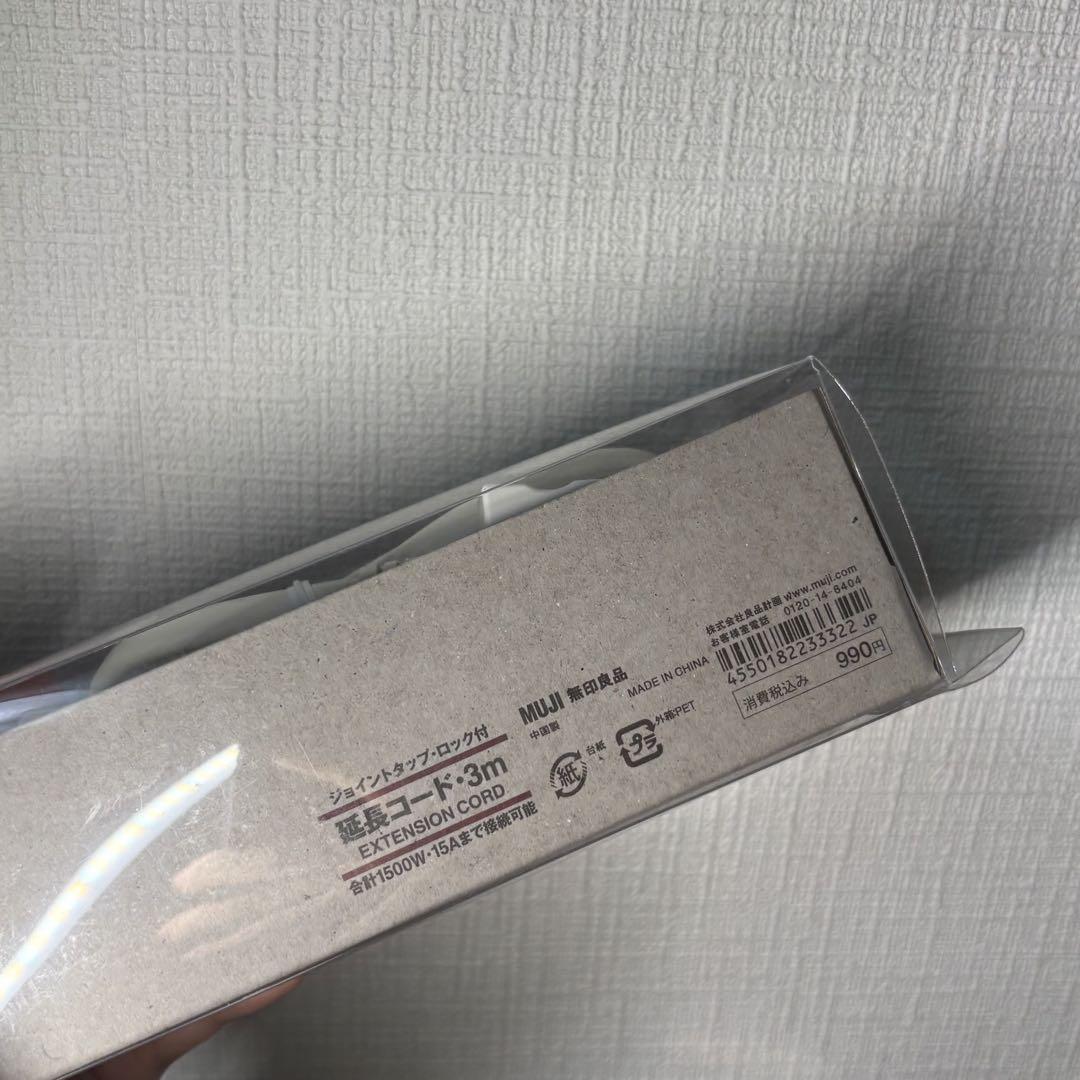 ジョイントタップ・ロック付
延長コード・3m
EXTENSION CORD
合計1500W・15Aまで接続可能
MUJI 無印良品
中国製
MADE IN CHINA
紙
台紙
プラ
外箱:PET
株式会社良品計画 www.muji.com
お客様室電話 0120-14-6404
4550182233322 JP
消費税込み 990円